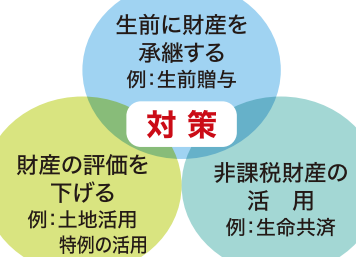 生前に財産を
承継する
例：生前贈与
対策
財産の評価を
下げる
例：土地活用
特例の活用
非課税財産の
活　用
例：生命共済